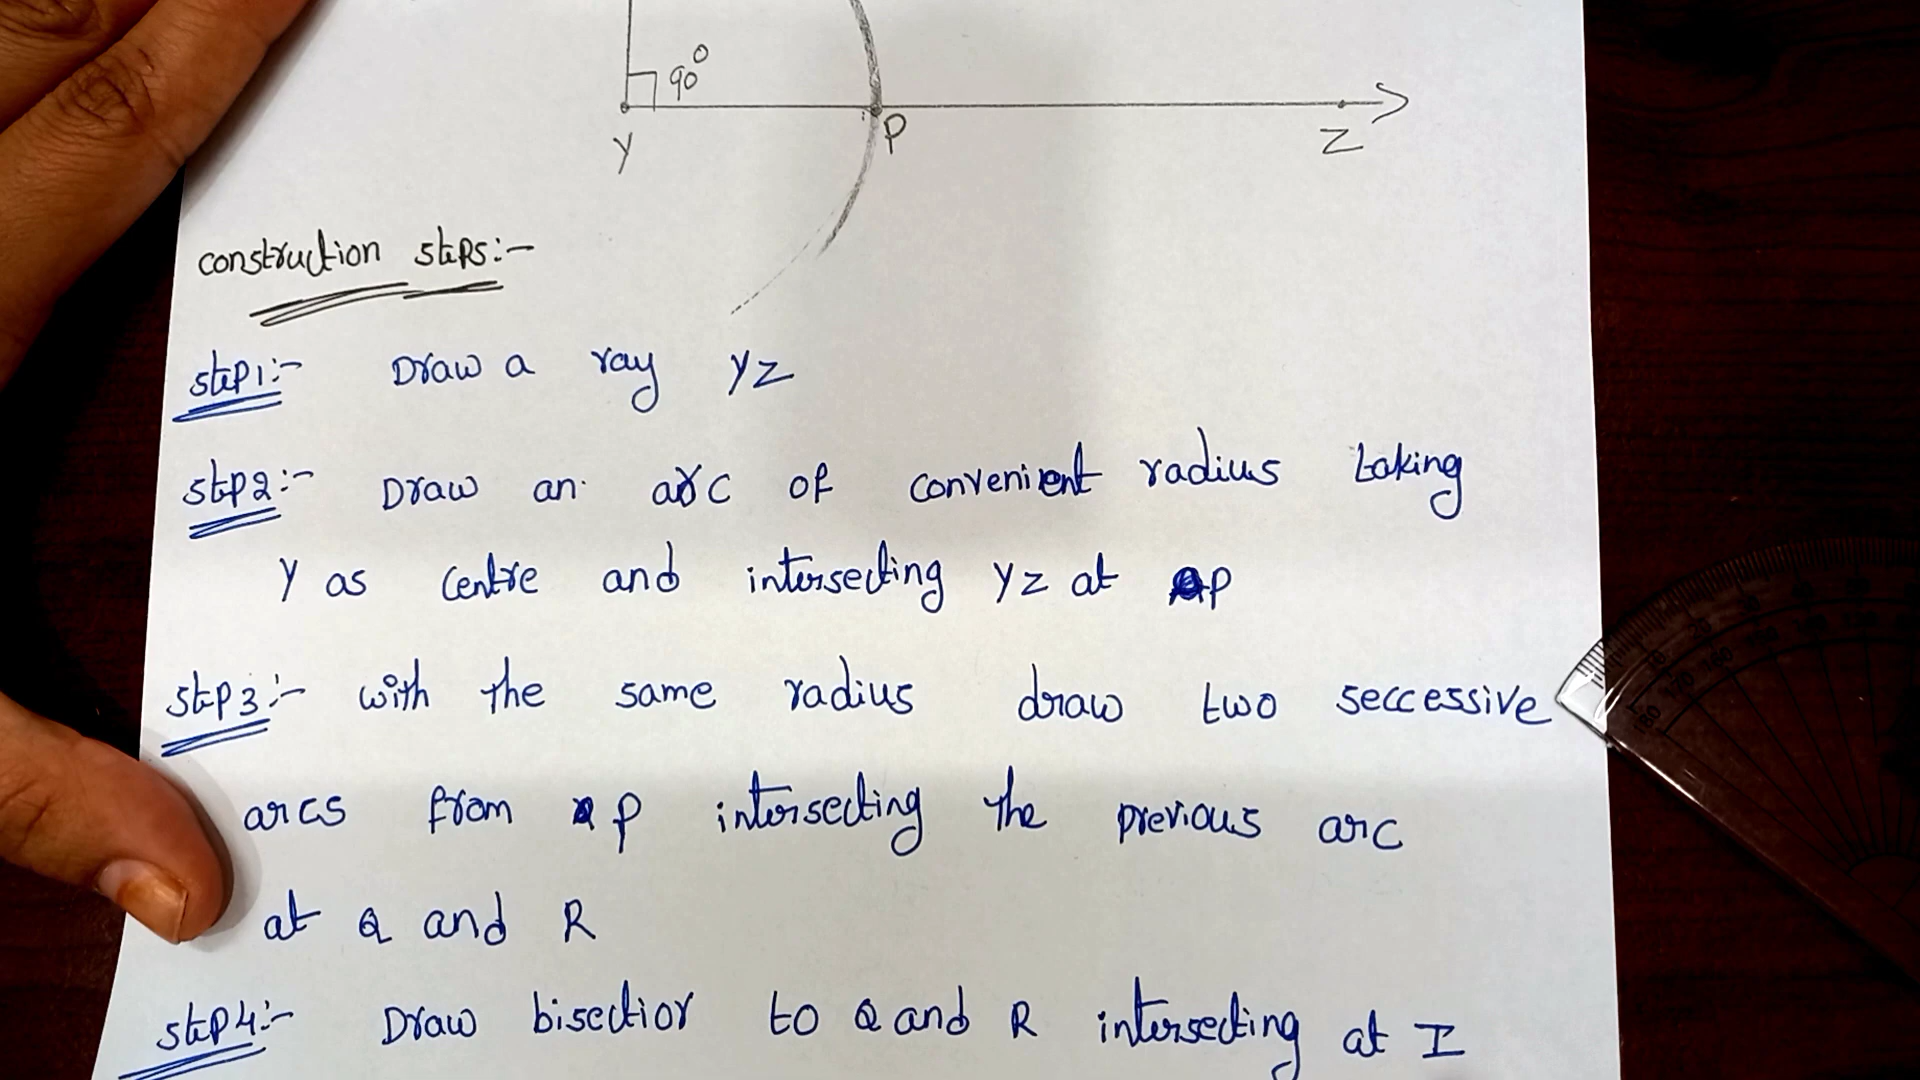 90°
Y P Z
construction steps:-
step1:- Draw a ray YZ
step2:- Draw an arc of convenient radius taking
Y as centre and intersecting YZ at P
step3:- with the same radius draw two seccessive
arcs from P intersecting the previous arc
at Q and R
step4:- Draw bisectior to Q and R intersecting at I